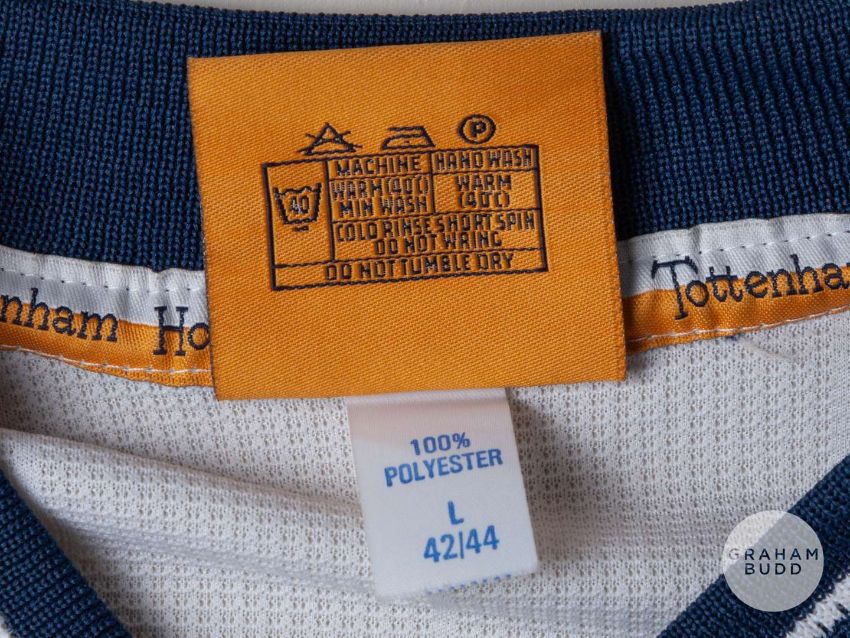 P
40
MACHINE HAND WASH
WARM (40°C) WARM
MIN WASH (40°C)
COLD RINSE SHORT SPIN
DO NOT WRING
DO NOT TUMBLE DRY
nham Ho
Tottenha
100%
POLYESTER
L
42/44
GRAHAM
BUDD